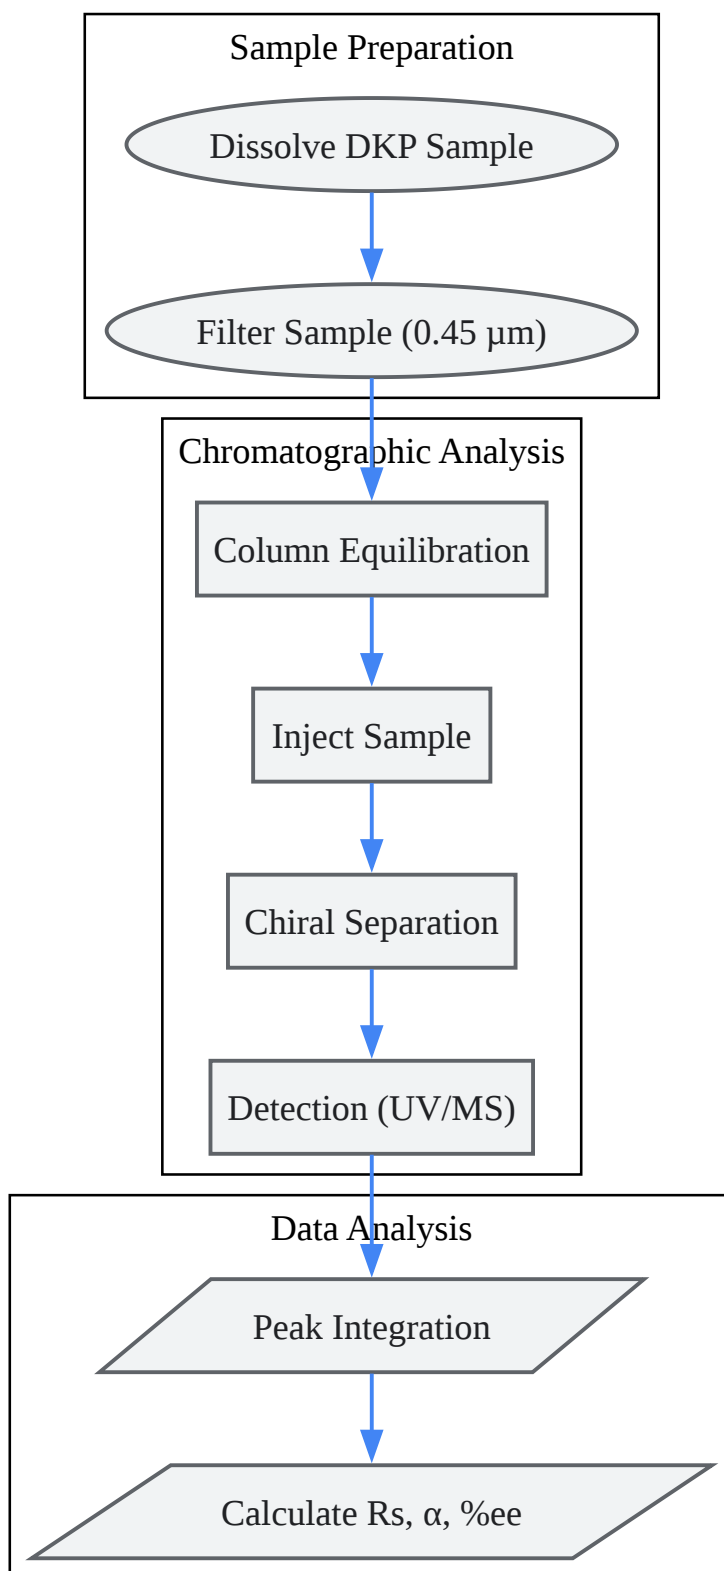 Sample Preparation
Dissolve DKP Sample
Filter Sample (0.45 µm)
Chromatographic Analysis
Column Equilibration
Inject Sample
Chiral Separation
Detection (UV/MS)
Data Analysis
Peak Integration
Calculate Rs, α, %ee